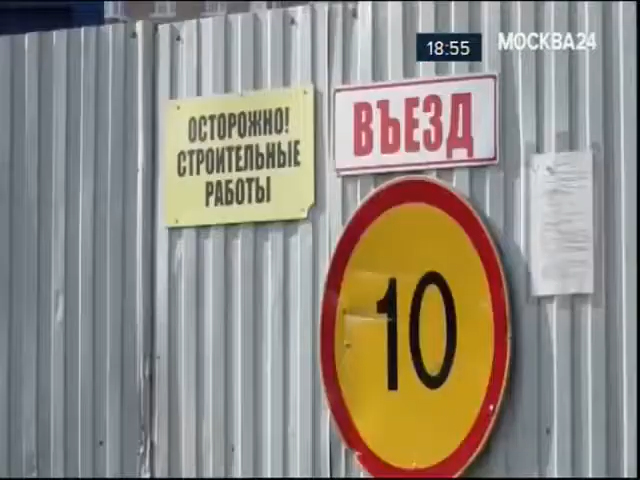 18:55
МОСКВА24
ОСТОРОЖНО!
СТРОИТЕЛЬНЫЕ
РАБОТЫ
ВЪЕЗД
10